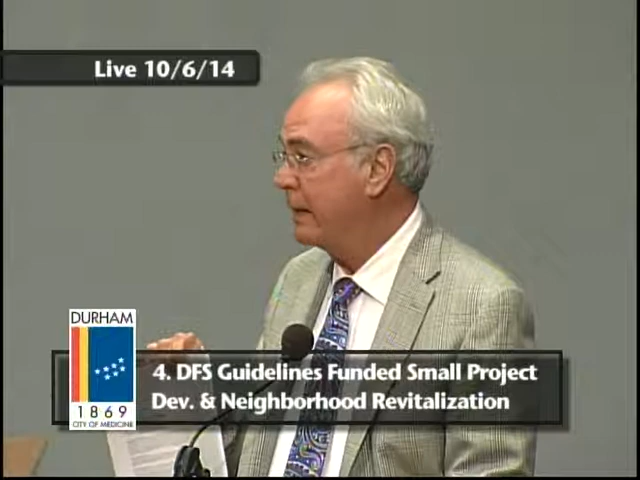 Live 10/6/14
DURHAM
1869
CITY OF MEDICINE
4. DFS Guidelines Funded Small Project
Dev. & Neighborhood Revitalization